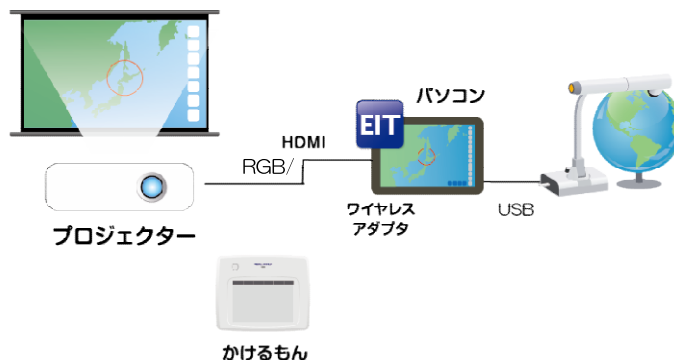 EIT
パソコン
HDMI
RGB/
ワイヤレス
アダプタ
USB
プロジェクター
かけるもん